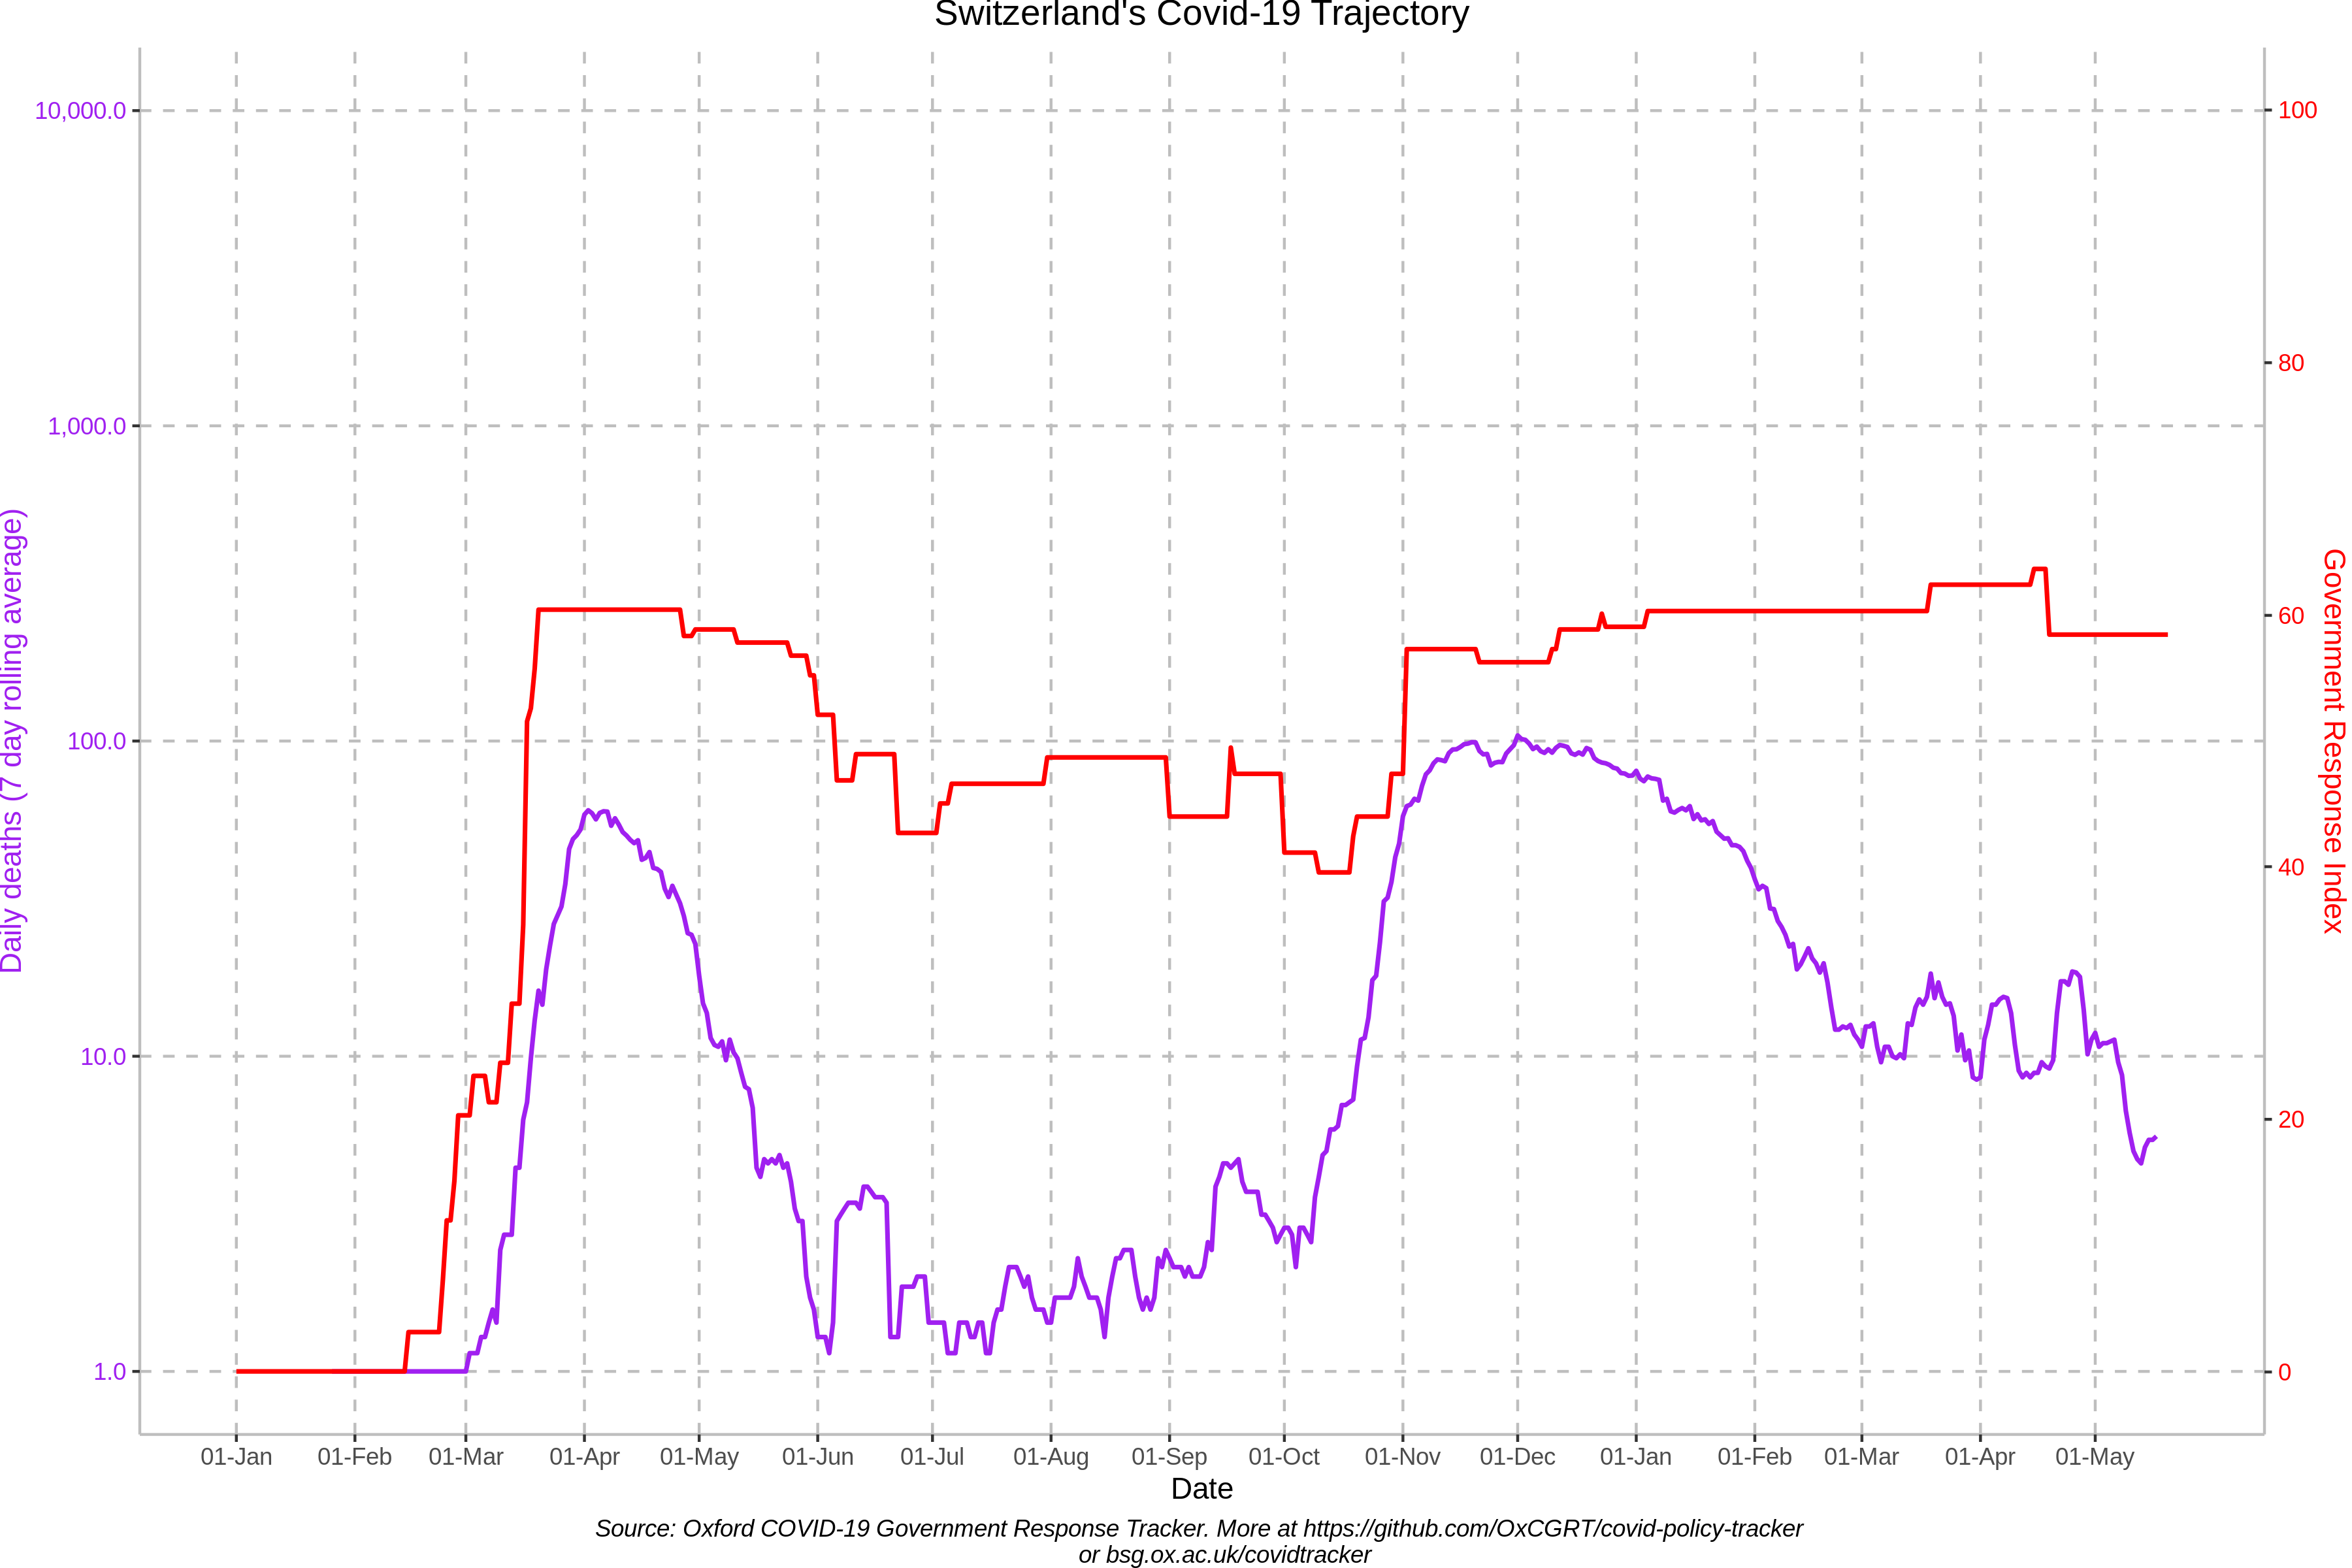 Switzerland's Covid-19 Trajectory
10,000.0
1,000.0
100.0
10.0
1.0
Daily deaths (7 day rolling average)
100
80
60
40
20
0
Government Response Index
01-Jan 01-Feb 01-Mar 01-Apr 01-May 01-Jun 01-Jul 01-Aug 01-Sep 01-Oct 01-Nov 01-Dec 01-Jan 01-Feb 01-Mar 01-Apr 01-May
Date
Source: Oxford COVID-19 Government Response Tracker. More at https://github.com/OxCGRT/covid-policy-tracker
or bsg.ox.ac.uk/covidtracker